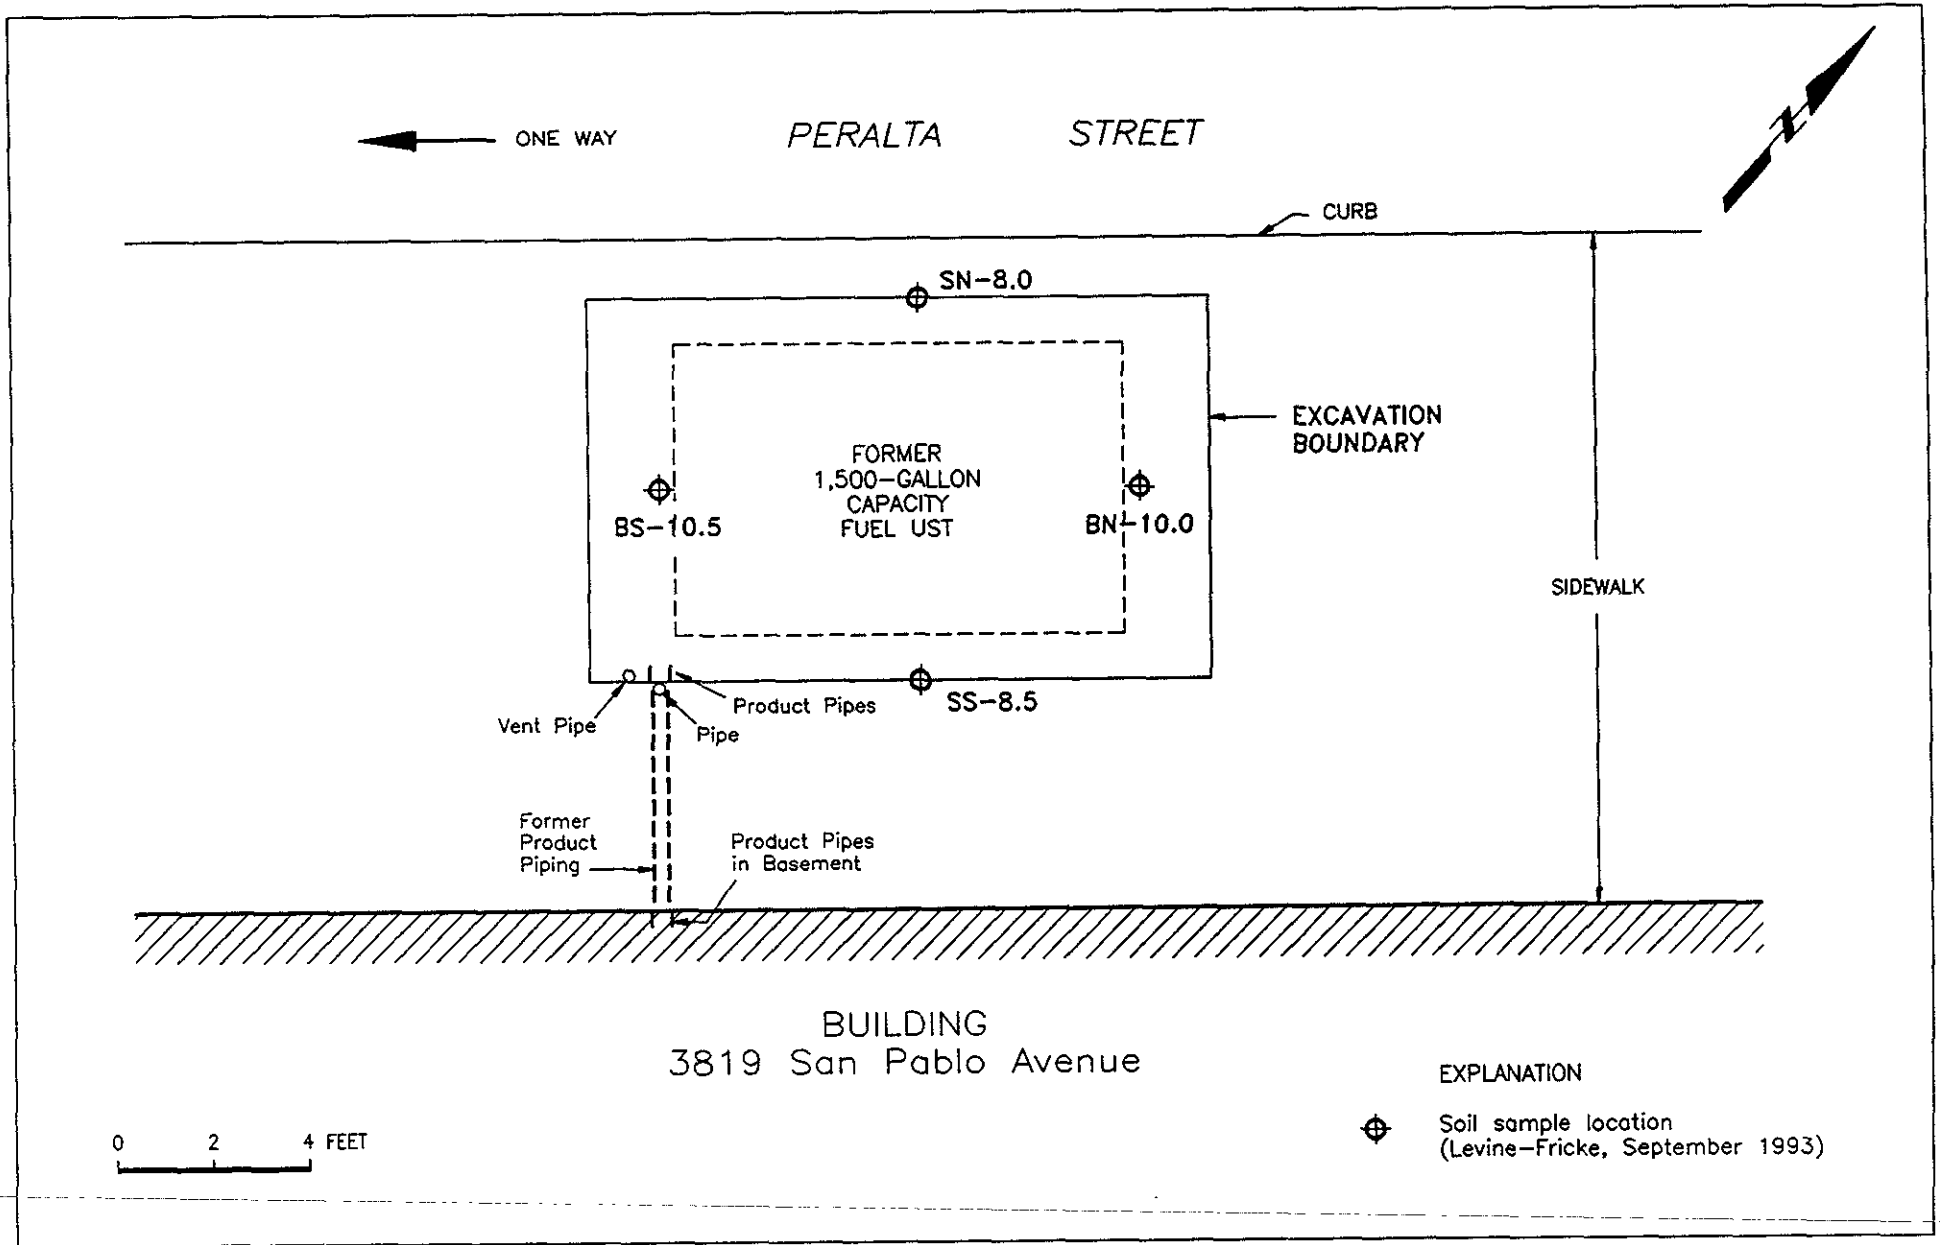 ONE WAY
PERALTA STREET
N
CURB
SN-8.0
EXCAVATION
BOUNDARY
FORMER
1,500-GALLON
CAPACITY
FUEL UST
BS-10.5
BN-10.0
SIDEWALK
SS-8.5
Product Pipes
Vent Pipe
Pipe
Former
Product
Piping
Product Pipes
in Basement
BUILDING
3819 San Pablo Avenue
EXPLANATION
Soil sample location
(Levine-Fricke, September 1993)
0 2 4 FEET